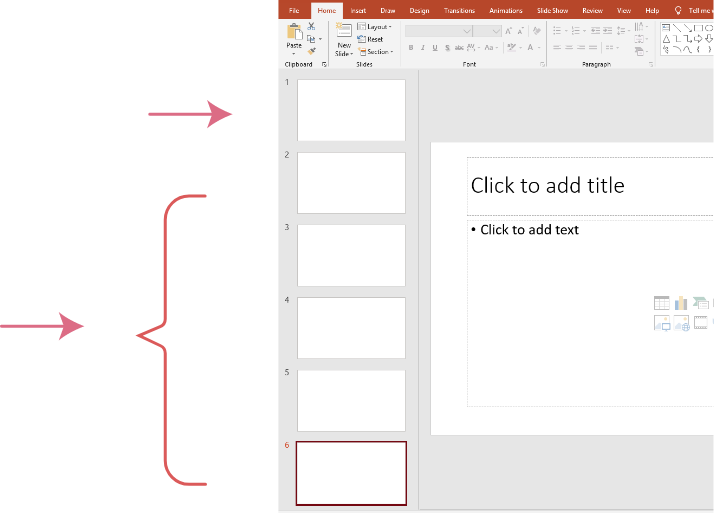 File Home Insert Draw Design Transitions Animations Slide Show Review View Help Tell me
Paste
New
Slide
Layout
Reset
Section
B I U S abc AV Aa A
Clipboard Slides Font Paragraph
1
2
3
4
5
6
Click to add title
• Click to add text